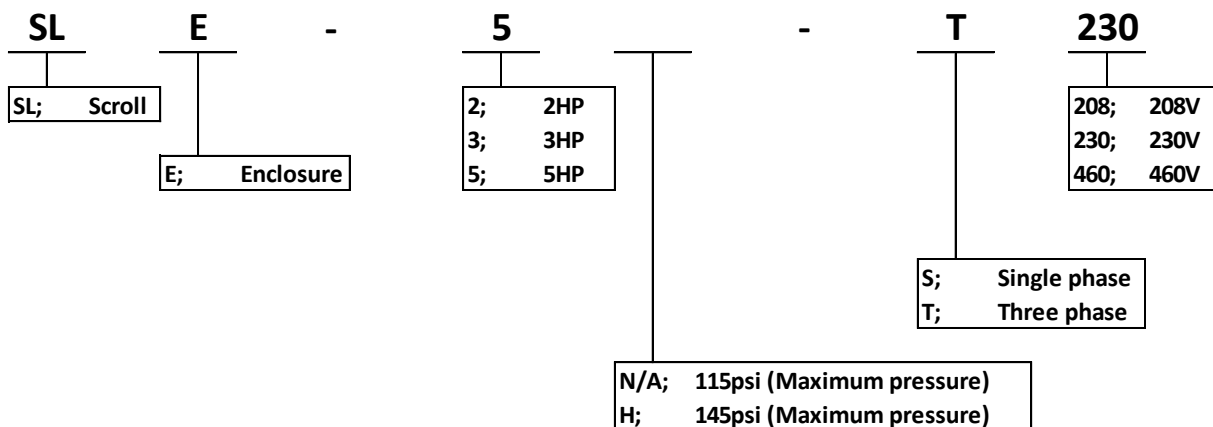 SL E - 5 - T 230
SL; Scroll
E; Enclosure
2; 2HP
3; 3HP
5; 5HP
208; 208V
230; 230V
460; 460V
S; Single phase
T; Three phase
N/A; 115psi (Maximum pressure)
H; 145psi (Maximum pressure)